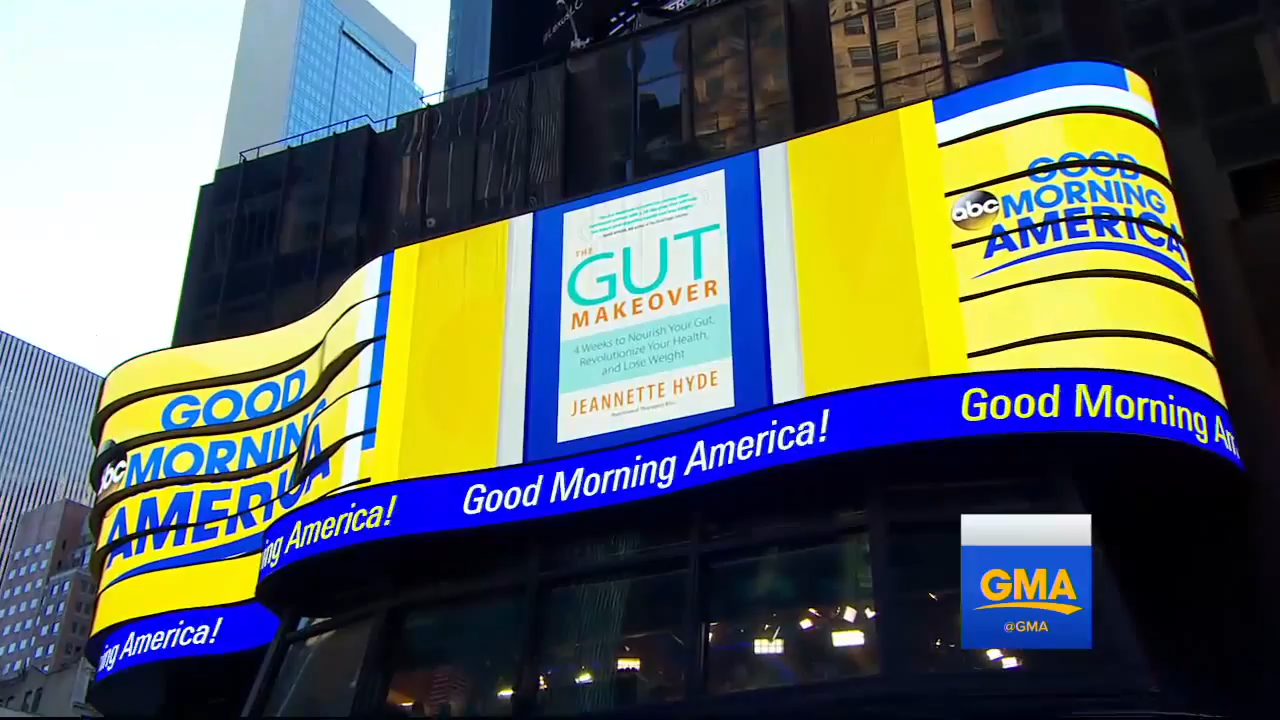 @LexusLC
THE
GUT
MAKEOVER
4 Weeks to Nourish Your Gut,
Revolutionize Your Health,
and Lose Weight
JEANNETTE HYDE
abc
GOOD
MORNING
AMERICA
abc
GOOD
MORNING
AMERICA
Good Morning America!
Good Morning Am
ing America!
ing America!
GMA
@GMA